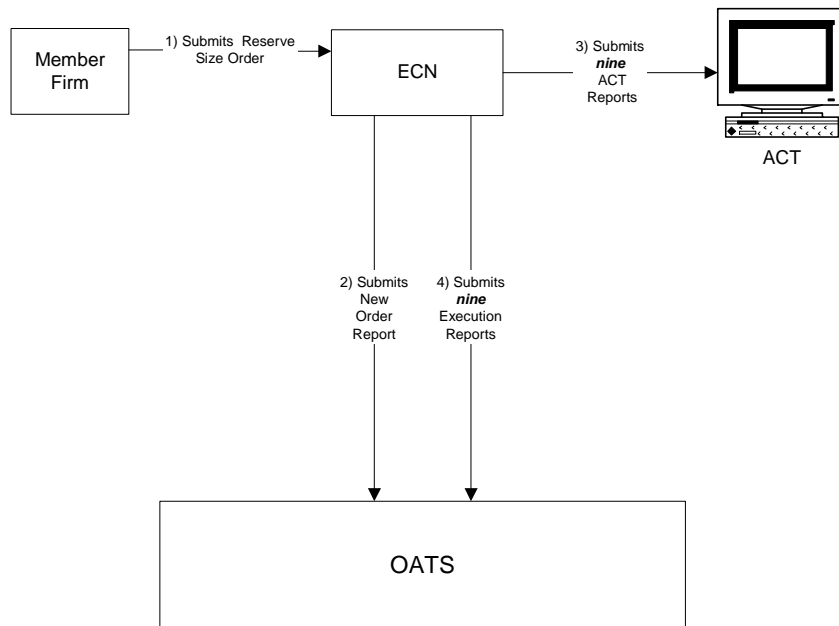 Member
Firm
1) Submits Reserve
Size Order
ECN
3) Submits
nine
ACT
Reports
ACT
2) Submits
New
Order
Report
4) Submits
nine
Execution
Reports
OATS